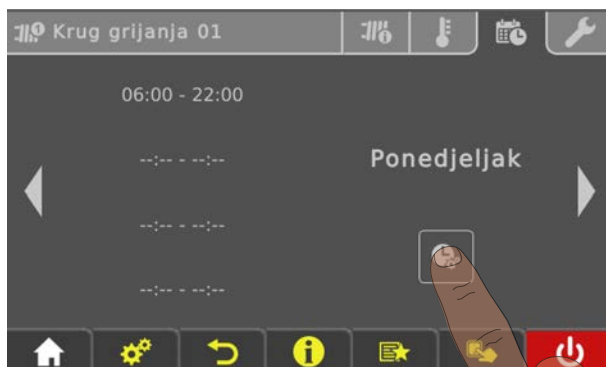 Krug grijanja 01
06:00 - 22:00
--:-- - --:--
Ponedjeljak
--:-- - --:--
--:-- - --:--